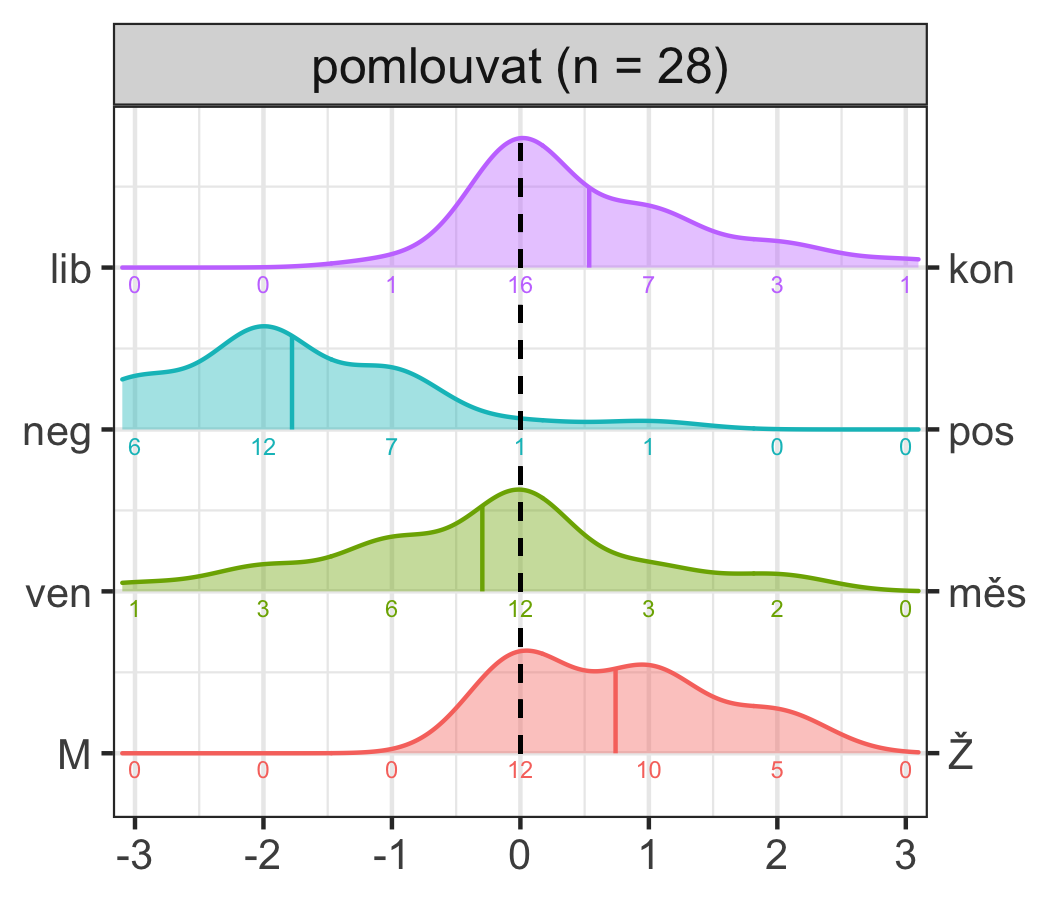 pomlouvat (n = 28)
lib kon
0 0 1 16 7 3 1
neg pos
6 12 7 1 1 0 0
ven měs
1 3 6 12 3 2 0
M Ž
0 0 0 12 10 5 0
-3 -2 -1 0 1 2 3